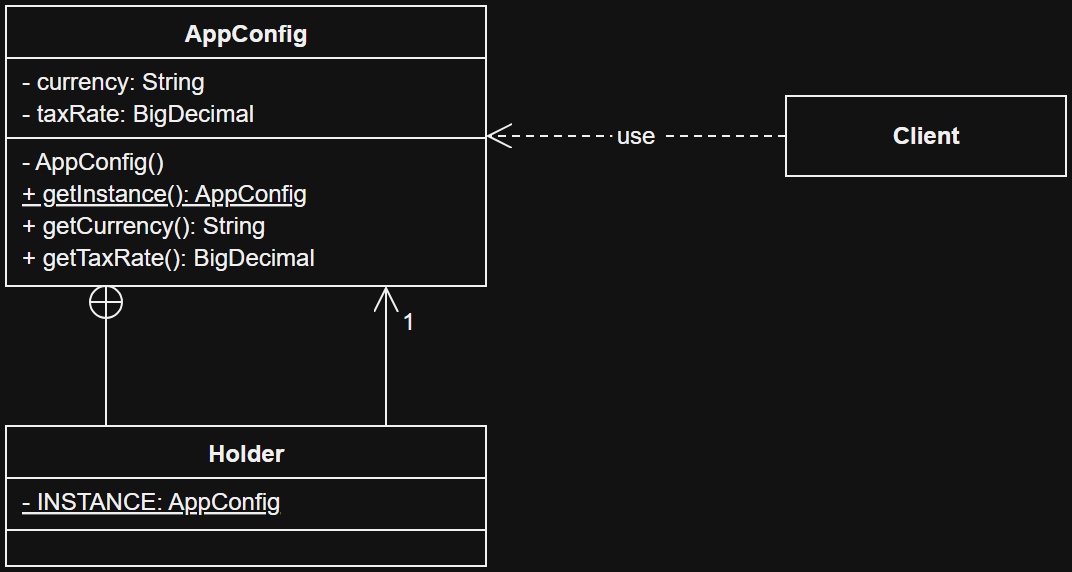 AppConfig
- currency: String
- taxRate: BigDecimal
- AppConfig()
+ getInstance(): AppConfig
+ getCurrency(): String
+ getTaxRate(): BigDecimal
use
Client
1
Holder
- INSTANCE: AppConfig